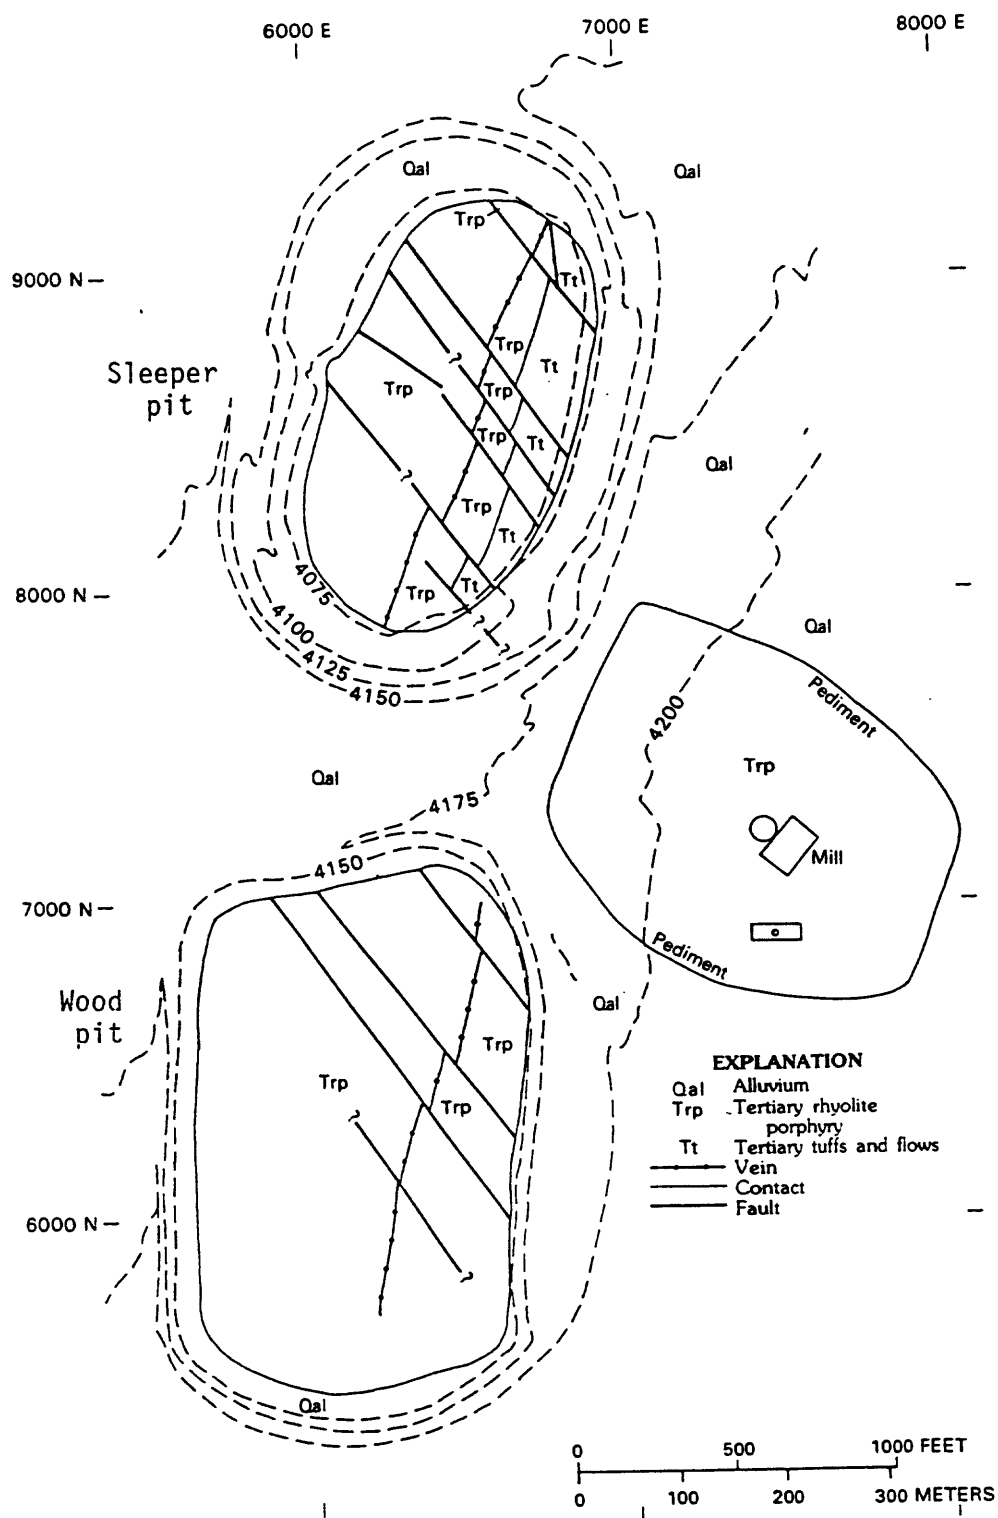 6000 E
7000 E
8000 E
Qal
Qal
Trp
9000 N
Tt
Trp
Tt
?
Sleeper
pit
Trp
Trp
Trp
Tt
Qal
?
Trp
Tt
4075
8000 N
Trp
Tt
4100
?
Qal
4125
?
4150
Pediment
4200
Trp
Qal
4175
Mill
4150
7000 N
Pediment
Wood
pit
Qal
Trp
EXPLANATION
Trp
Qal Alluvium
Trp Tertiary rhyolite
porphyry
Trp
?
Tt Tertiary tuffs and flows
Vein
Contact
Fault
6000 N
?
Qal
0 500 1000 FEET
0 100 200 300 METERS